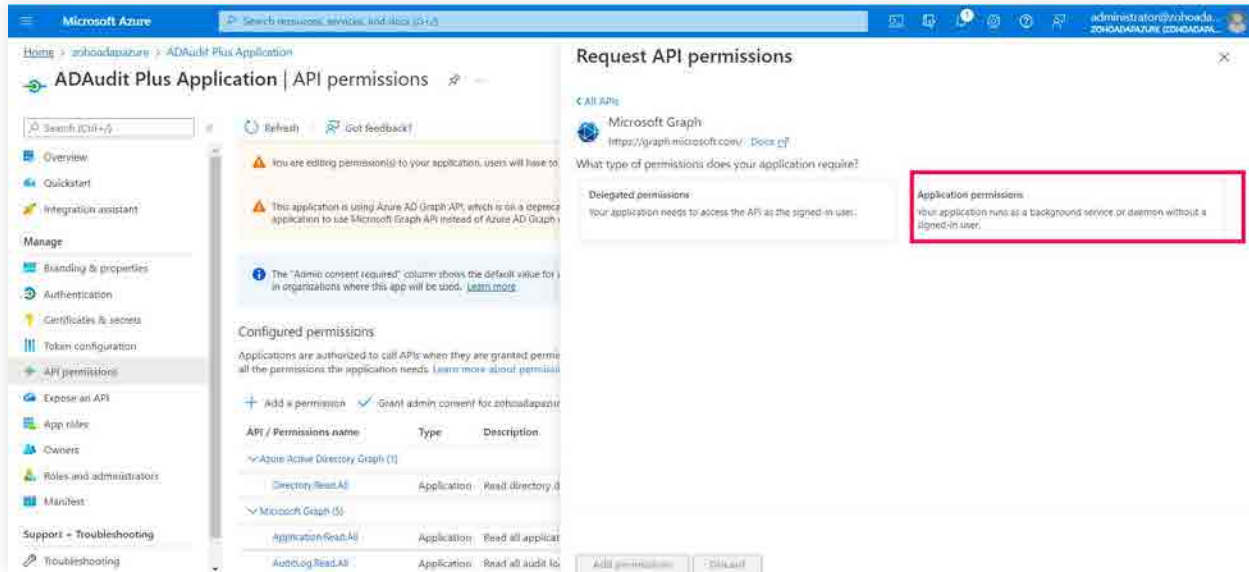 Microsoft Azure
Search resources, services, and docs (G+/)
administrator@zohoada...
ZOHOADAPAZURE (ZOHOADAPA...
Home > zohoadapazure > ADAudit Plus Application
ADAudit Plus Application | API permissions
Search (Ctrl+/)
Overview
Quickstart
Integration assistant
Manage
Branding & properties
Authentication
Certificates & secrets
Token configuration
API permissions
Expose an API
App roles
Owners
Roles and administrators
Manifest
Support + Troubleshooting
Troubleshooting
Refresh
Got feedback?
You are editing permission(s) to your application, users will have to
This application is using Azure AD Graph API, which is on a depreca
application to use Microsoft Graph API instead of Azure AD Graph
The "Admin consent required" column shows the default value for
in organizations where this app will be used. Learn more
Configured permissions
Applications are authorized to call APIs when they are granted permis
all the permissions the application needs. Learn more about permissi
Add a permission
Grant admin consent for zohoadapazur
API / Permissions name Type Description
Azure Active Directory Graph (1)
Directory.Read.All Application Read directory d
Microsoft Graph (5)
Application.Read.All Application Read all applicat
AuditLog.Read.All Application Read all audit lo
Request API permissions
All APIs
Microsoft Graph
https://graph.microsoft.com/ Docs
What type of permissions does your application require?
Delegated permissions
Your application needs to access the API as the signed-in user.
Application permissions
Your application runs as a background service or daemon without a
signed-in user.
Add permissions
Discard